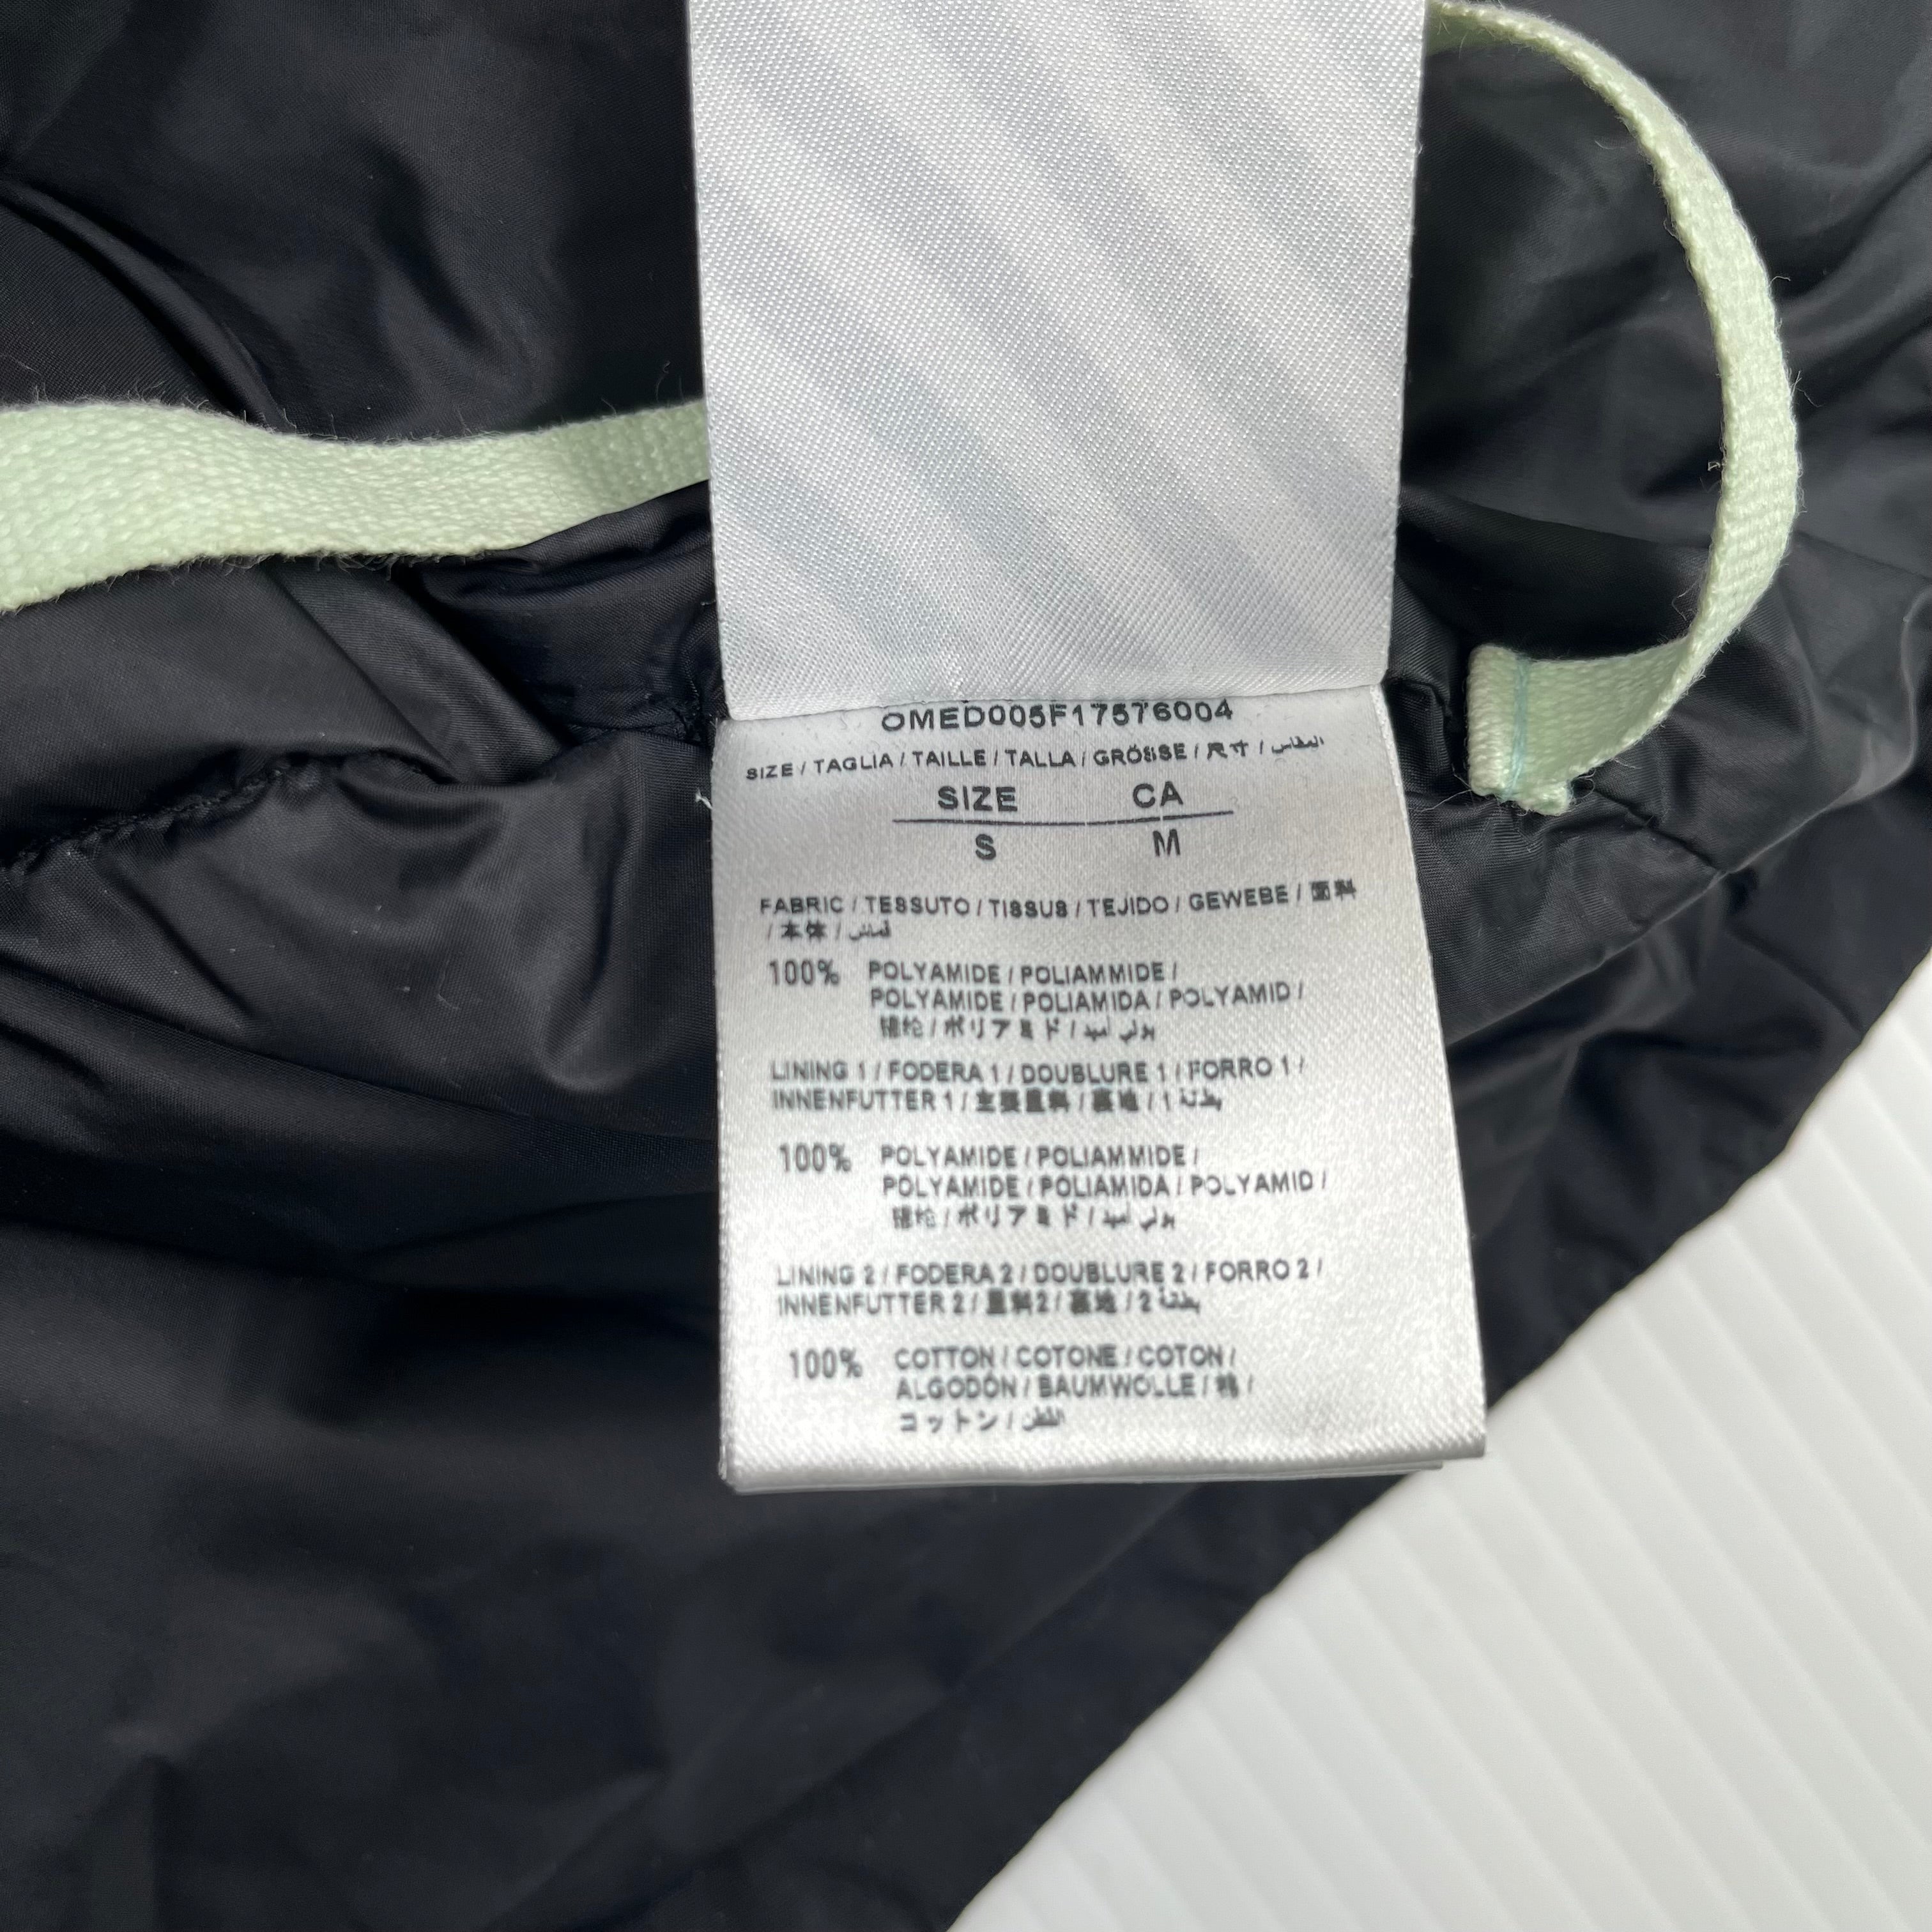 OMED005F17576004
SIZE / TAGLIA / TAILLE / TALLA / GRÖSSE / 尺寸 / المقاس
SIZE CA
S M
FABRIC / TESSUTO / TISSUS / TEJIDO / GEWEBE / 面料
/ 本体 / قماش
100% POLYAMIDE / POLIAMMIDE /
POLYAMIDE / POLIAMIDA / POLYAMID /
锦纶 / ポリアミド / بولي أميد
LINING 1 / FODERA 1 / DOUBLURE 1 / FORRO 1 /
INNENFUTTER 1 / 主要里料 / 裏地 / 1 بطانة
100% POLYAMIDE / POLIAMMIDE /
POLYAMIDE / POLIAMIDA / POLYAMID /
锦纶 / ポリアミド / بولي أميد
LINING 2 / FODERA 2 / DOUBLURE 2 / FORRO 2 /
INNENFUTTER 2 / 里料2 / 裏地 / 2 بطانة
100% COTTON / COTONE / COTON /
ALGODÓN / BAUMWOLLE / 棉 /
コットン / القطن